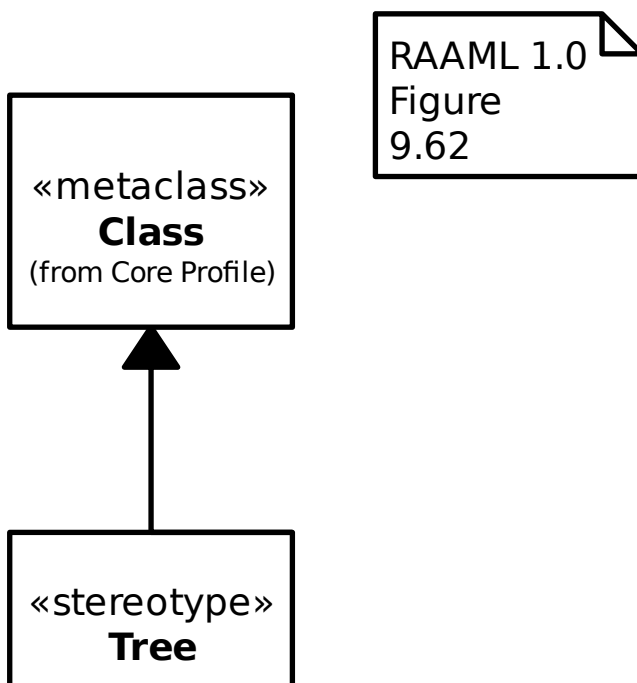 RAAML 1.0
Figure
9.62
«metaclass»
Class
(from Core Profile)
«stereotype»
Tree